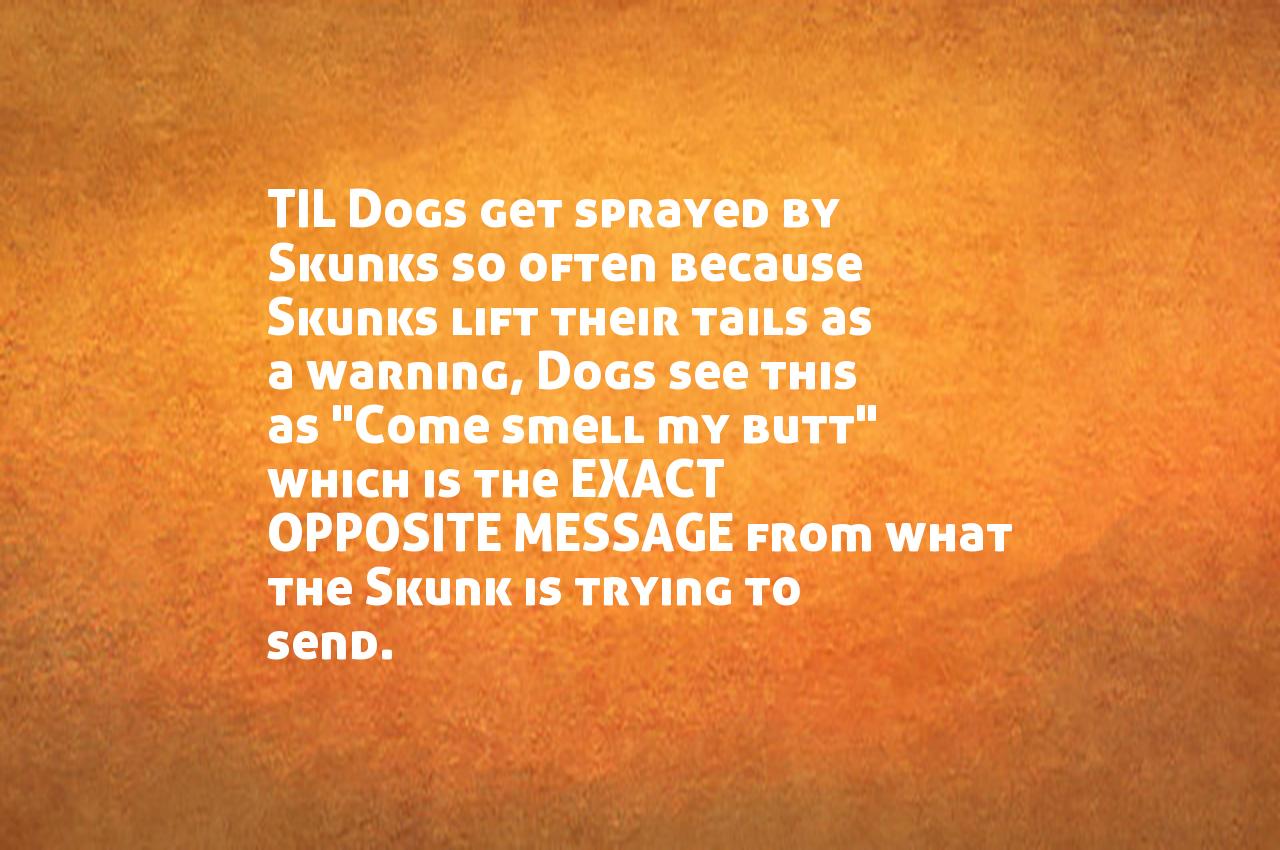 TIL Dogs get sprayed by
Skunks so often because
Skunks lift their tails as
a warning, Dogs see this
as "Come smell my butt"
which is the EXACT
OPPOSITE MESSAGE from what
the Skunk is trying to
send.